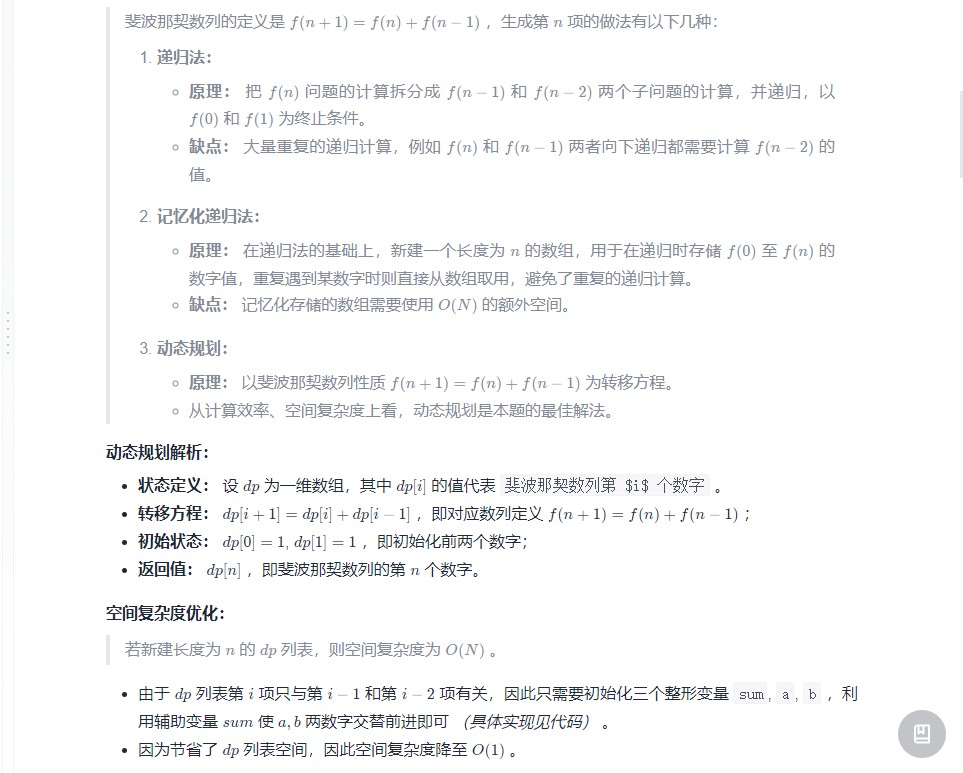 斐波那契数列的定义是 f(n + 1) = f(n) + f(n − 1) ，生成第 n 项的做法有以下几种：
1. 递归法：
原理： 把 f(n) 问题的计算拆分成 f(n − 1) 和 f(n − 2) 两个子问题的计算，并递归，以
f(0) 和 f(1) 为终止条件。
缺点： 大量重复的递归计算，例如 f(n) 和 f(n − 1) 两者向下递归都需要计算 f(n − 2) 的
值。
2. 记忆化递归法：
原理： 在递归法的基础上，新建一个长度为 n 的数组，用于在递归时存储 f(0) 至 f(n) 的
数字值，重复遇到某数字时则直接从数组取用，避免了重复的递归计算。
缺点： 记忆化存储的数组需要使用 O(N) 的额外空间。
3. 动态规划：
原理： 以斐波那契数列性质 f(n + 1) = f(n) + f(n − 1) 为转移方程。
从计算效率、空间复杂度上看，动态规划是本题的最佳解法。
动态规划解析：
状态定义： 设 dp 为一维数组，其中 dp[i] 的值代表 斐波那契数列第 $i$ 个数字 。
转移方程： dp[i + 1] = dp[i] + dp[i − 1] ，即对应数列定义 f(n + 1) = f(n) + f(n − 1) ；
初始状态： dp[0] = 1, dp[1] = 1 ，即初始化前两个数字；
返回值： dp[n] ，即斐波那契数列的第 n 个数字。
空间复杂度优化：
若新建长度为 n 的 dp 列表，则空间复杂度为 O(N) 。
由于 dp 列表第 i 项只与第 i − 1 和第 i − 2 项有关，因此只需要初始化三个整形变量 sum, a, b ，利
用辅助变量 sum 使 a, b 两数字交替前进即可 （具体实现见代码） 。
因为节省了 dp 列表空间，因此空间复杂度降至 O(1) 。